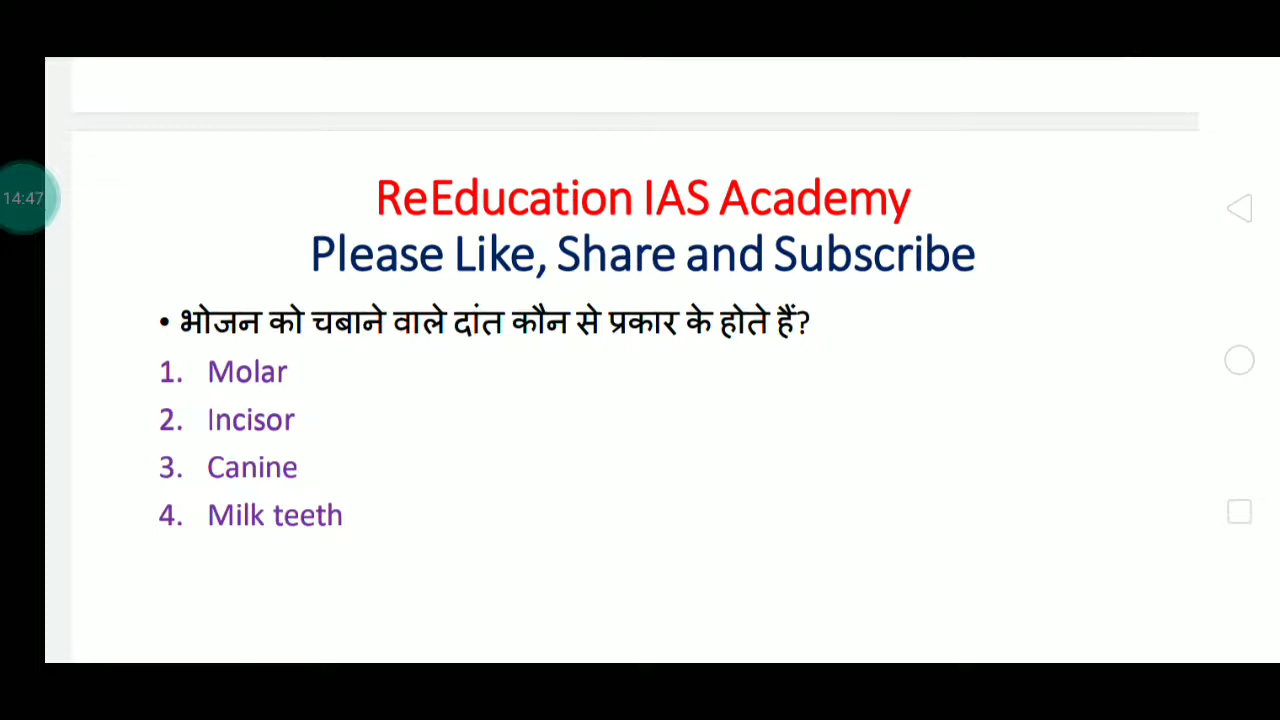 ReEducation IAS Academy
Please Like, Share and Subscribe
14:47
• भोजन को चबाने वाले दांत कौन से प्रकार के होते हैं?
1. Molar
2. Incisor
3. Canine
4. Milk teeth